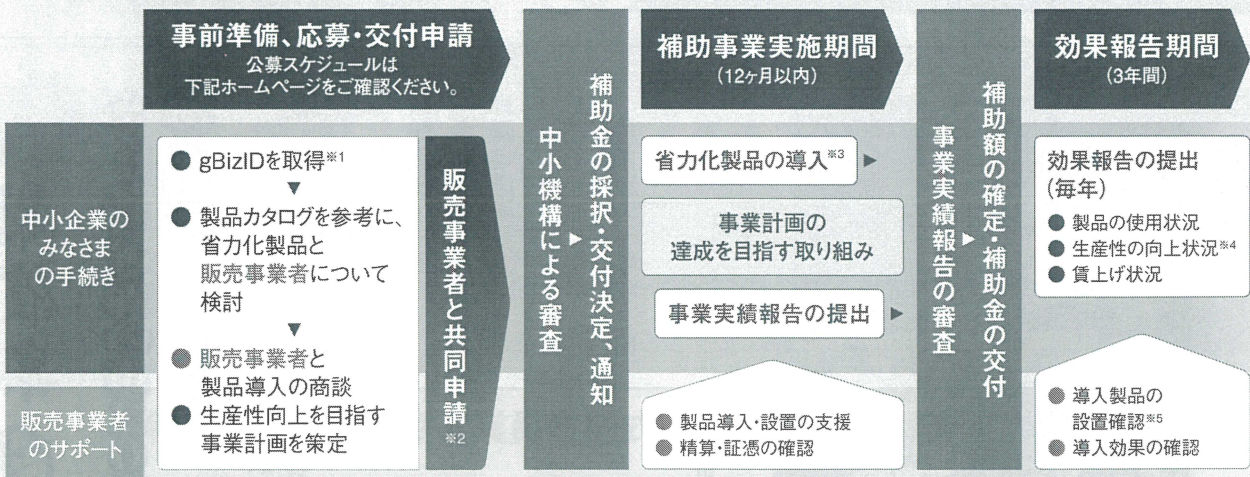 事前準備、応募・交付申請
公募スケジュールは
下記ホームページをご確認ください。
補助事業実施期間
(12ヶ月以内)
効果報告期間
(3年間)
中小企業の
みなさま
の手続き
● gBizIDを取得※1
▼
● 製品カタログを参考に、
省力化製品と
販売事業者について
検討
▼
● 販売事業者と
製品導入の商談
● 生産性向上を目指す
事業計画を策定
販売事業者と共同申請※2
中小機構による審査
▶
補助金の採択・交付決定、通知
省力化製品の導入※3 ▶
事業計画の
達成を目指す取り組み
事業実績報告の提出 ▶
事業実績報告の審査
▶
補助額の確定・補助金の交付
効果報告の提出
(毎年)
● 製品の使用状況
● 生産性の向上状況※4
● 賃上げ状況
販売事業者
のサポート
● 製品導入・設置の支援
● 精算・証憑の確認
● 導入製品の
設置確認※5
● 導入効果の確認